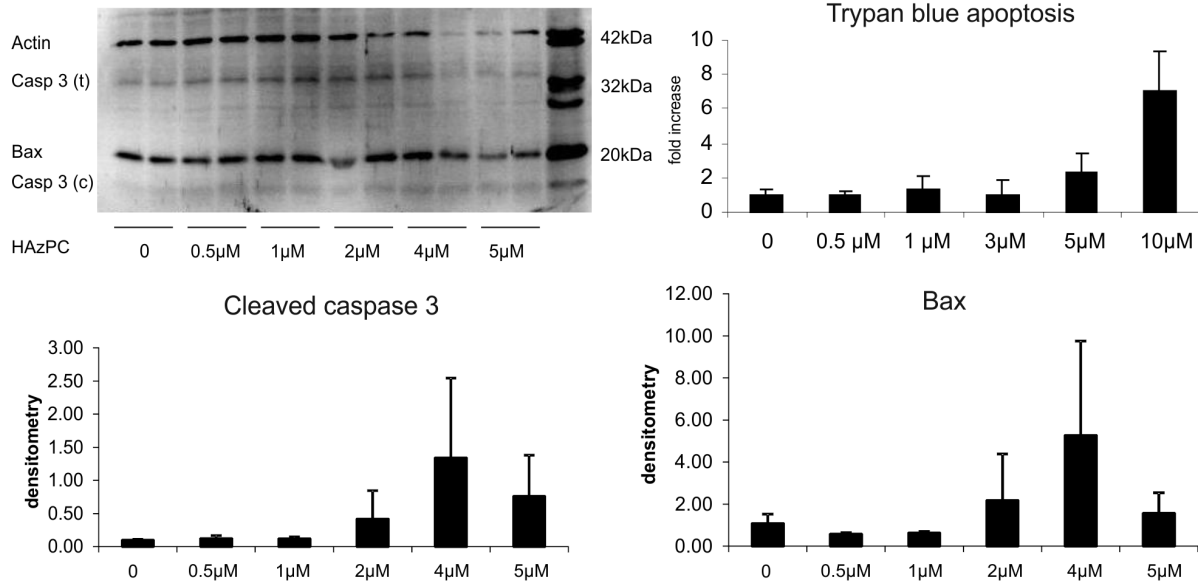 Actin
Casp 3 (t)
Bax
Casp 3 (c)
42kDa
32kDa
20kDa
HAzPC 0 0.5µM 1µM 2µM 4µM 5µM
Trypan blue apoptosis
fold increase
10
8
6
4
2
0
0 0.5 µM 1 µM 3µM 5µM 10µM
Cleaved caspase 3
densitometry
3.00
2.50
2.00
1.50
1.00
0.50
0.00
0 0.5µM 1µM 2µM 4µM 5µM
Bax
densitometry
12.00
10.00
8.00
6.00
4.00
2.00
0.00
0 0.5µM 1µM 2µM 4µM 5µM